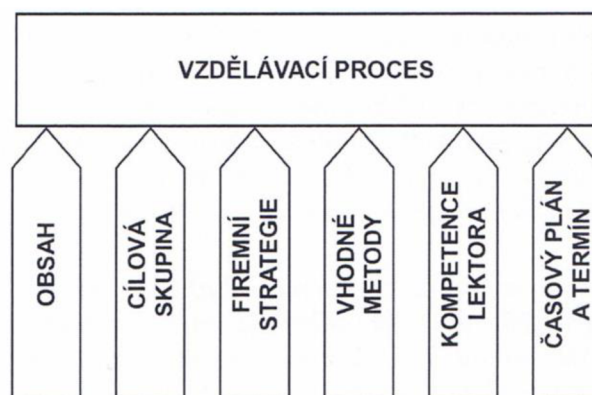 VZDĚLÁVACÍ PROCES
OBSAH
CÍLOVÁ
SKUPINA
FIREMNÍ
STRATEGIE
VHODNÉ
METODY
KOMPETENCE
LEKTORA
ČASOVÝ PLÁN
A TERMÍN